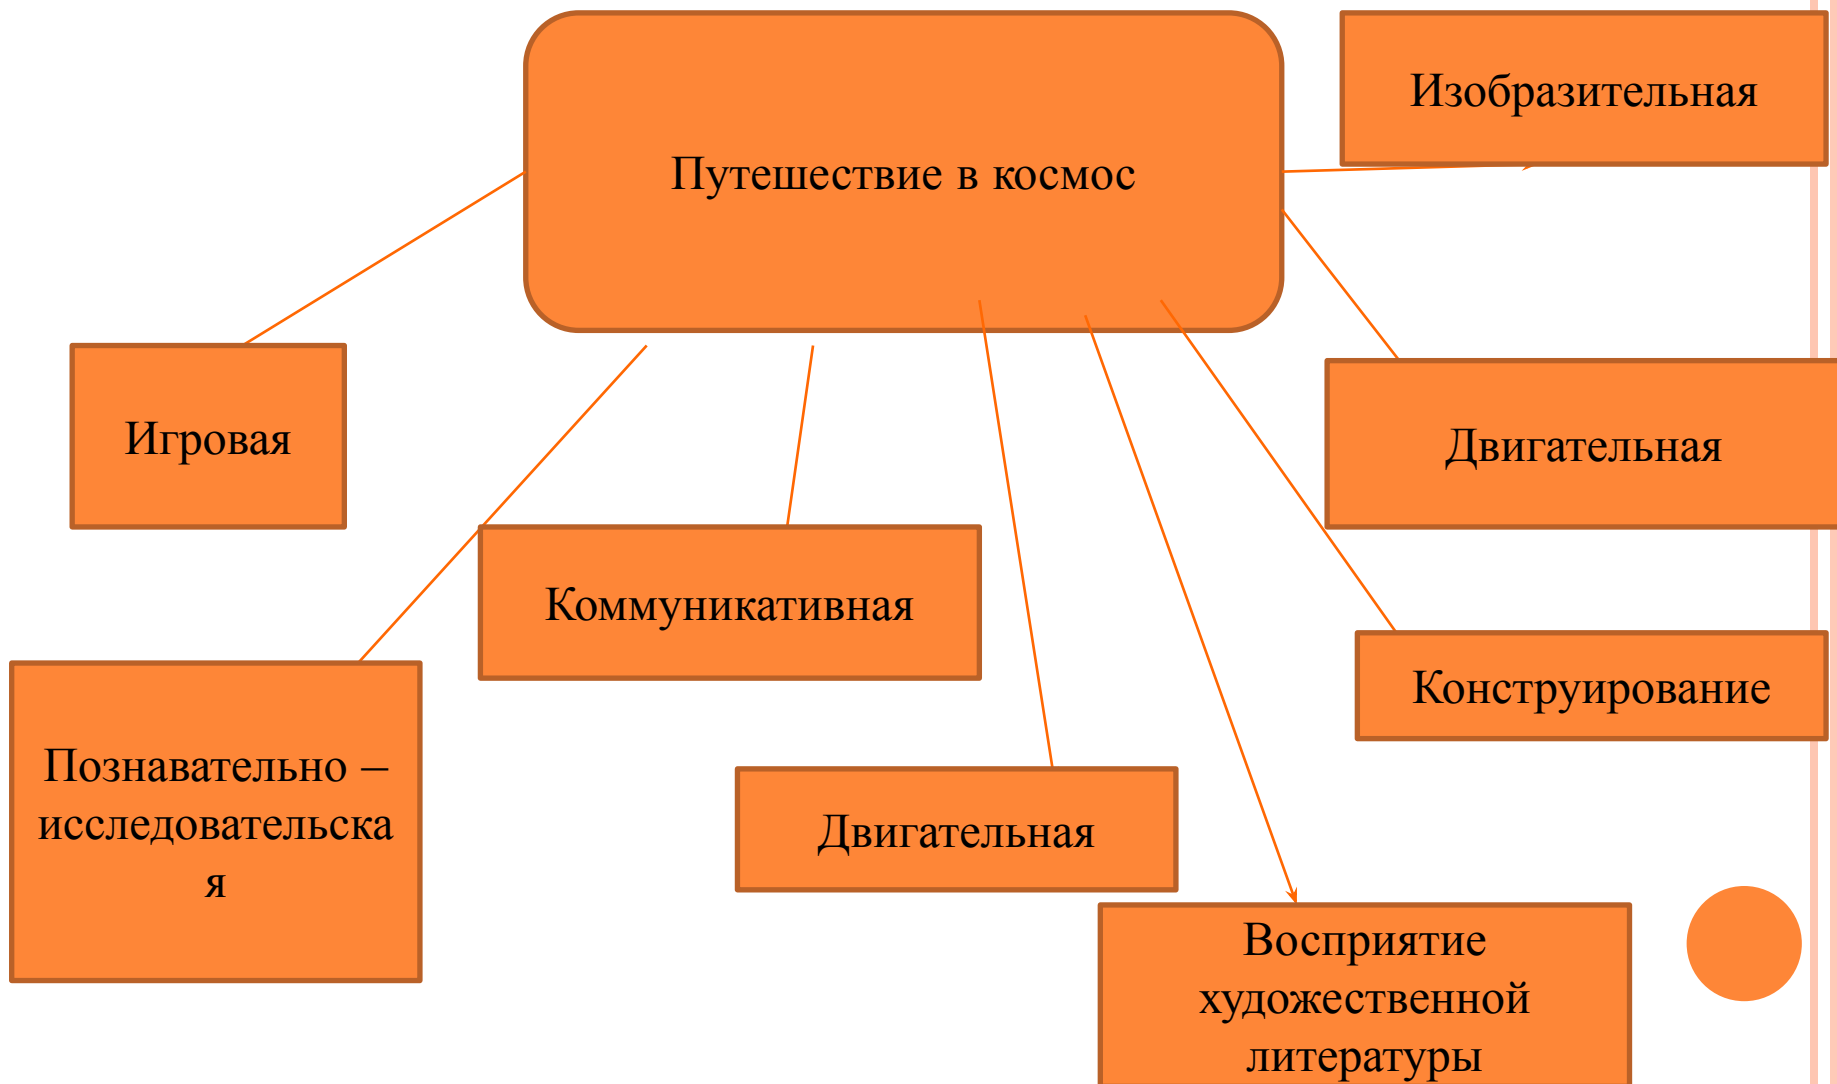 Путешествие в космос
Изобразительная
Игровая
Двигательная
Коммуникативная
Конструирование
Познавательно –
исследовательска
я
Двигательная
Восприятие
художественной
литературы